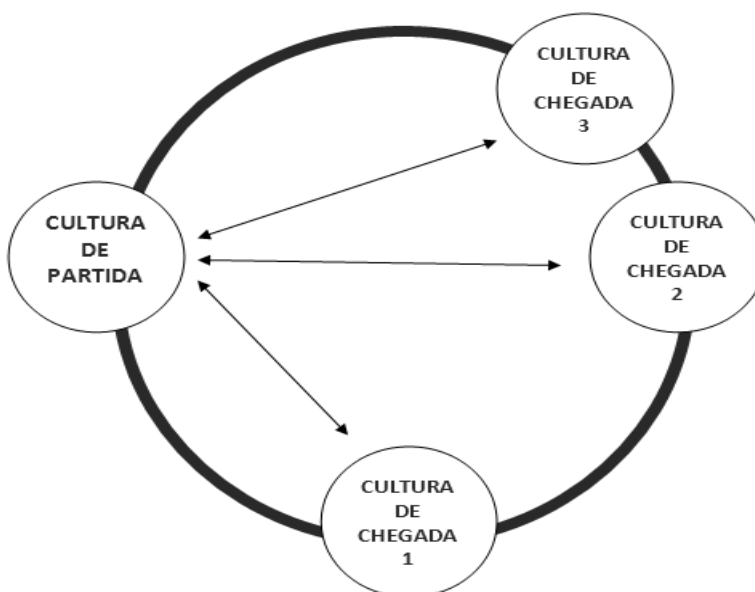 CULTURA
DE
CHEGADA
3
CULTURA
DE
PARTIDA
CULTURA
DE
CHEGADA
2
CULTURA
DE
CHEGADA
1